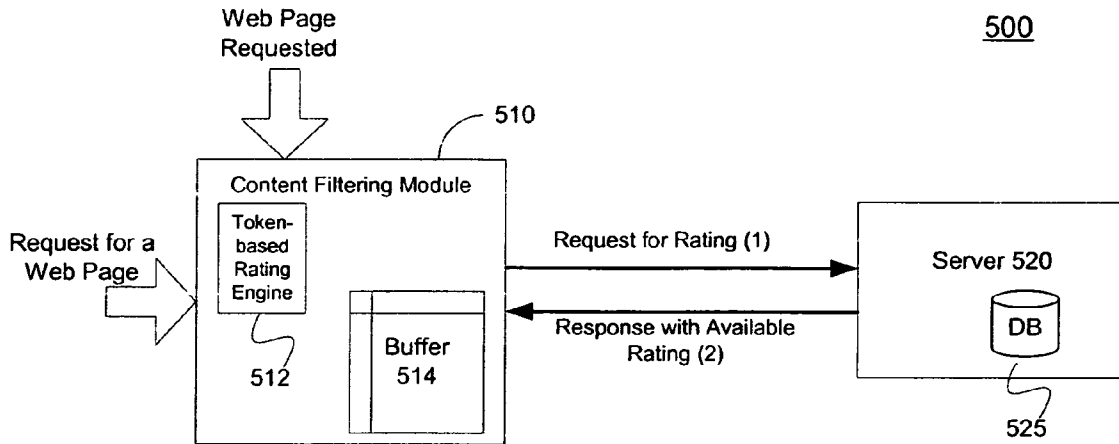 Web Page
Requested
500
510
Content Filtering Module
Token-
based
Rating
Engine
Request for a
Web Page
Request for Rating (1)
Server 520
Response with Available
Rating (2)
DB
Buffer
514
512
525